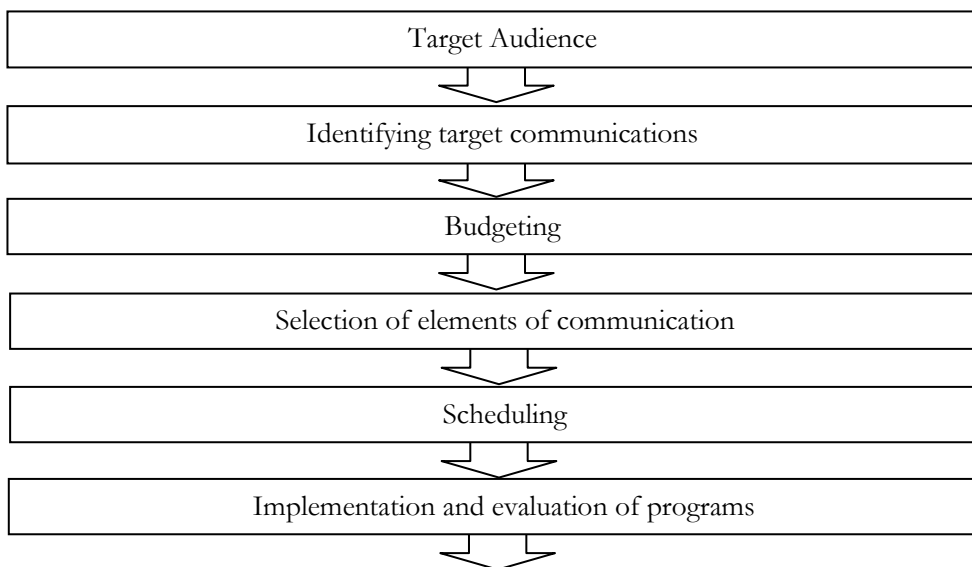 Target Audience
Identifying target communications
Budgeting
Selection of elements of communication
Scheduling
Implementation and evaluation of programs